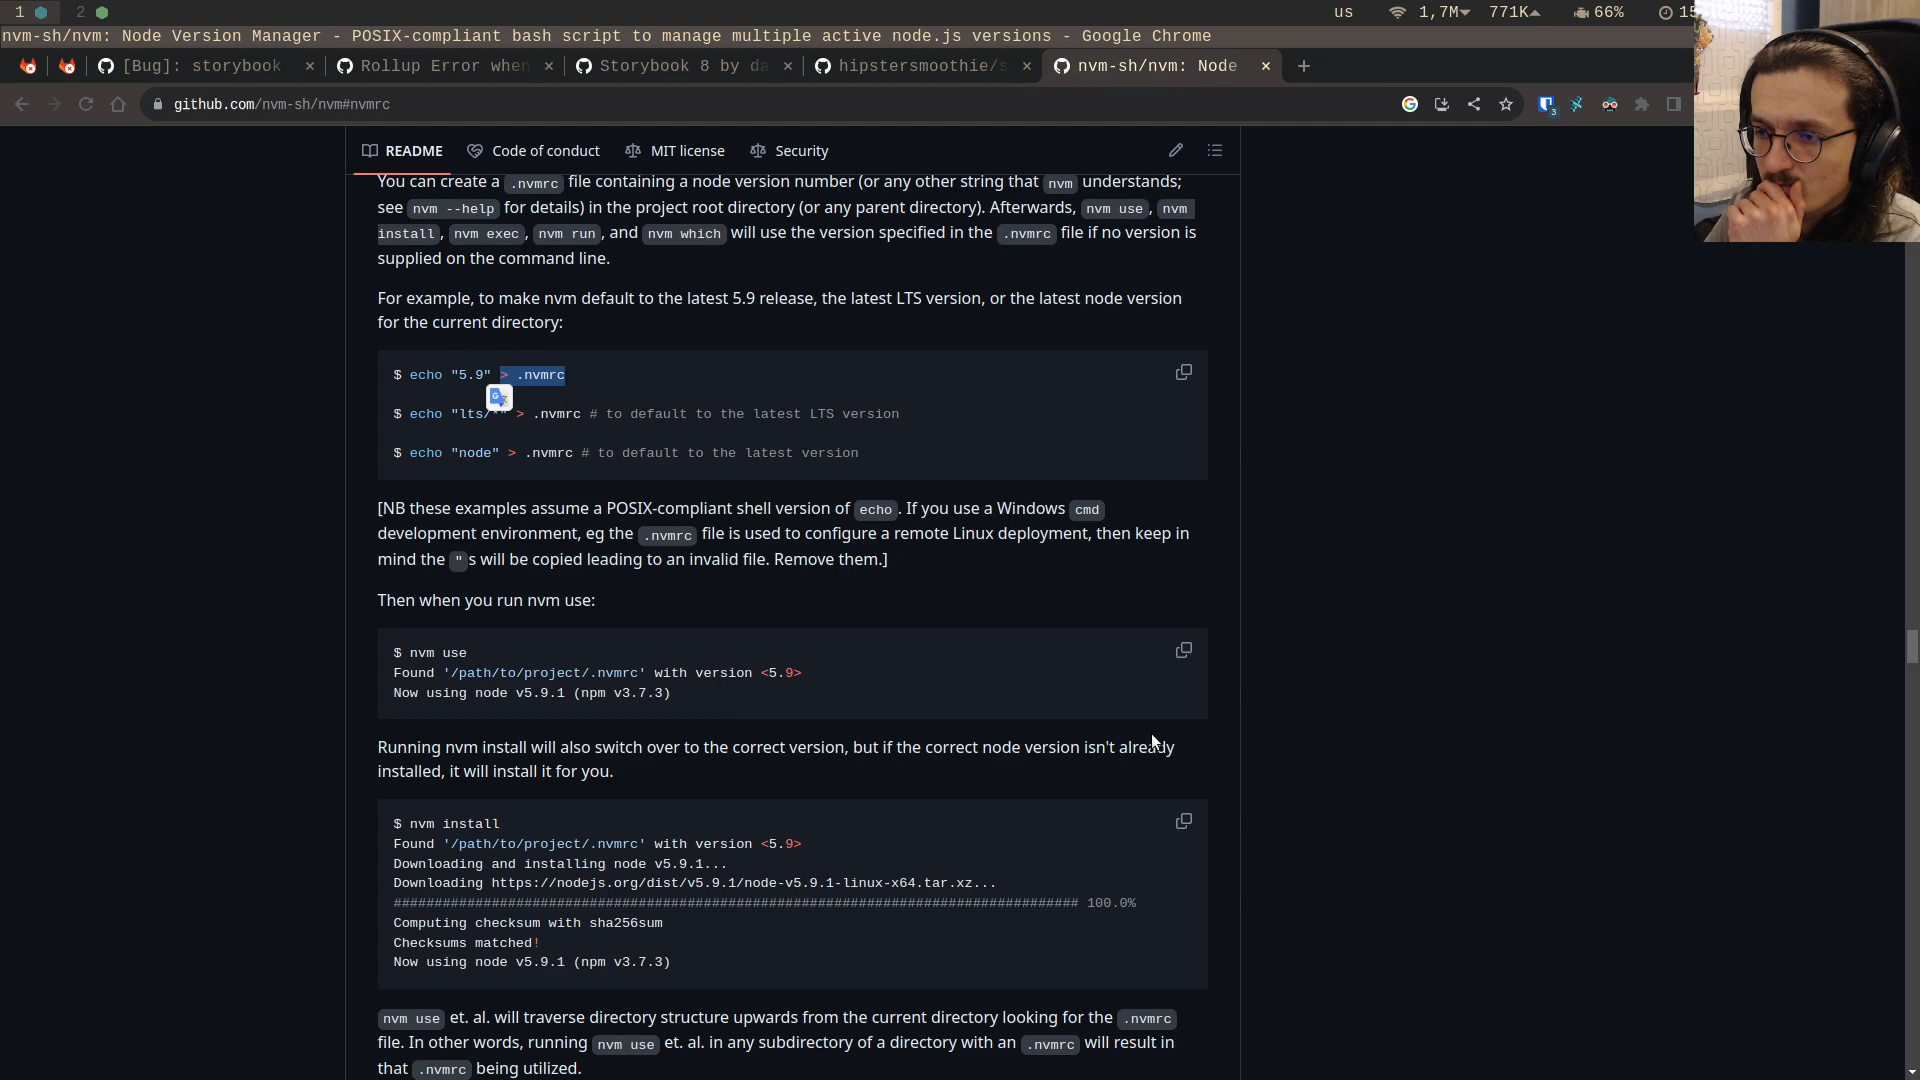 1 2 us 1,7M 771K 66% 15
nvm-sh/nvm: Node Version Manager - POSIX-compliant bash script to manage multiple active node.js versions - Google Chrome
[Bug]: storybook × Rollup Error when × Storybook 8 by da × hipstersmoothie/s × nvm-sh/nvm: Node × +
github.com/nvm-sh/nvm#nvmrc 3
README Code of conduct MIT license Security
You can create a .nvmrc file containing a node version number (or any other string that nvm understands;
see nvm --help for details) in the project root directory (or any parent directory). Afterwards, nvm use, nvm
install, nvm exec, nvm run, and nvm which will use the version specified in the .nvmrc file if no version is
supplied on the command line.
For example, to make nvm default to the latest 5.9 release, the latest LTS version, or the latest node version
for the current directory:
$ echo "5.9" > .nvmrc
$ echo "lts/*" > .nvmrc # to default to the latest LTS version
$ echo "node" > .nvmrc # to default to the latest version
[NB these examples assume a POSIX-compliant shell version of echo. If you use a Windows cmd
development environment, eg the .nvmrc file is used to configure a remote Linux deployment, then keep in
mind the "s will be copied leading to an invalid file. Remove them.]
Then when you run nvm use:
$ nvm use
Found '/path/to/project/.nvmrc' with version <5.9>
Now using node v5.9.1 (npm v3.7.3)
Running nvm install will also switch over to the correct version, but if the correct node version isn't already
installed, it will install it for you.
$ nvm install
Found '/path/to/project/.nvmrc' with version <5.9>
Downloading and installing node v5.9.1...
Downloading https://nodejs.org/dist/v5.9.1/node-v5.9.1-linux-x64.tar.xz...
#################################################################################### 100.0%
Computing checksum with sha256sum
Checksums matched!
Now using node v5.9.1 (npm v3.7.3)
nvm use et. al. will traverse directory structure upwards from the current directory looking for the .nvmrc
file. In other words, running nvm use et. al. in any subdirectory of a directory with an .nvmrc will result in
that .nvmrc being utilized.